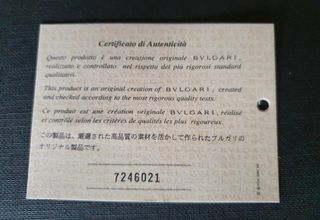 Certificato di Autenticità
Questo prodotto è una creazione originale BVLGARI,
realizzato e controllato nel rispetto dei più rigorosi standard
qualitativi.
This product is an original creation of BVLGARI, created
and checked according to the most rigorous quality tests.
Ce produit est une création originale BVLGARI, réalisé
et contrôlé selon les critères de qualité les plus rigoureux.
この製品は、厳選された高品質の素材を活かして作られたブルガリの
オリジナル製品です。
7246021